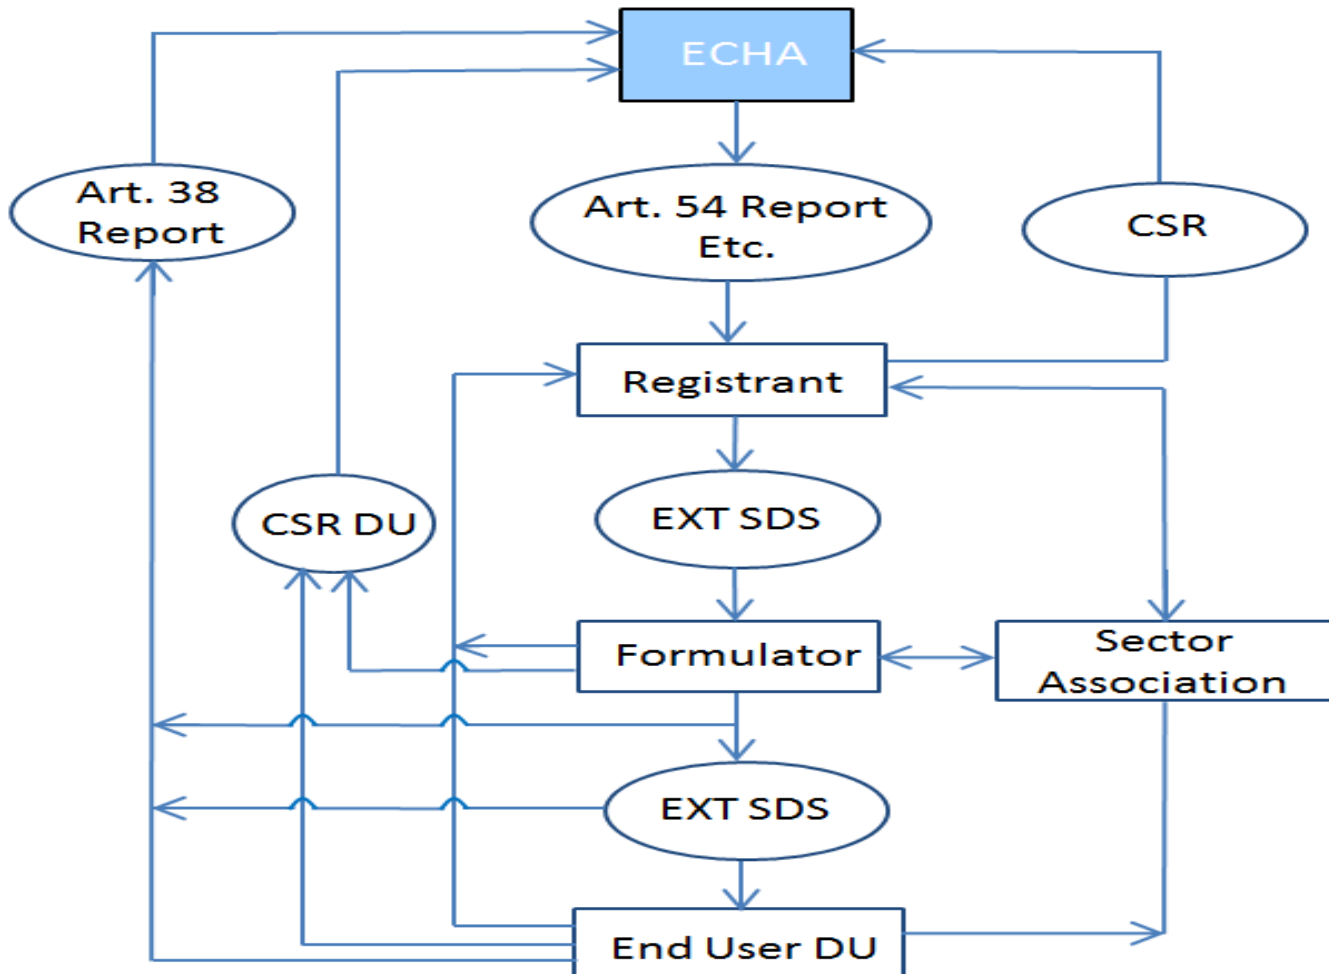 ECHA
Art. 38
Report
Art. 54 Report
Etc.
CSR
Registrant
CSR DU
EXT SDS
Formulator
Sector
Association
EXT SDS
End User DU